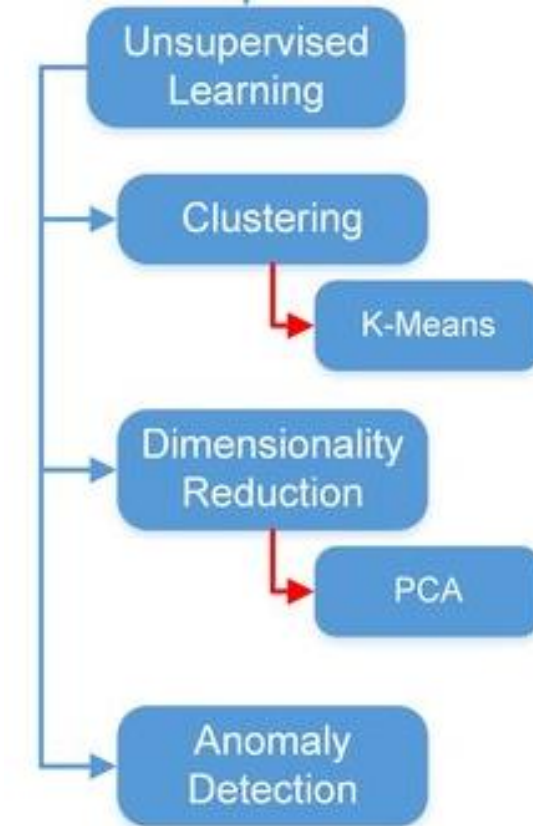 Unsupervised
Learning
Clustering
K-Means
Dimensionality
Reduction
PCA
Anomaly
Detection